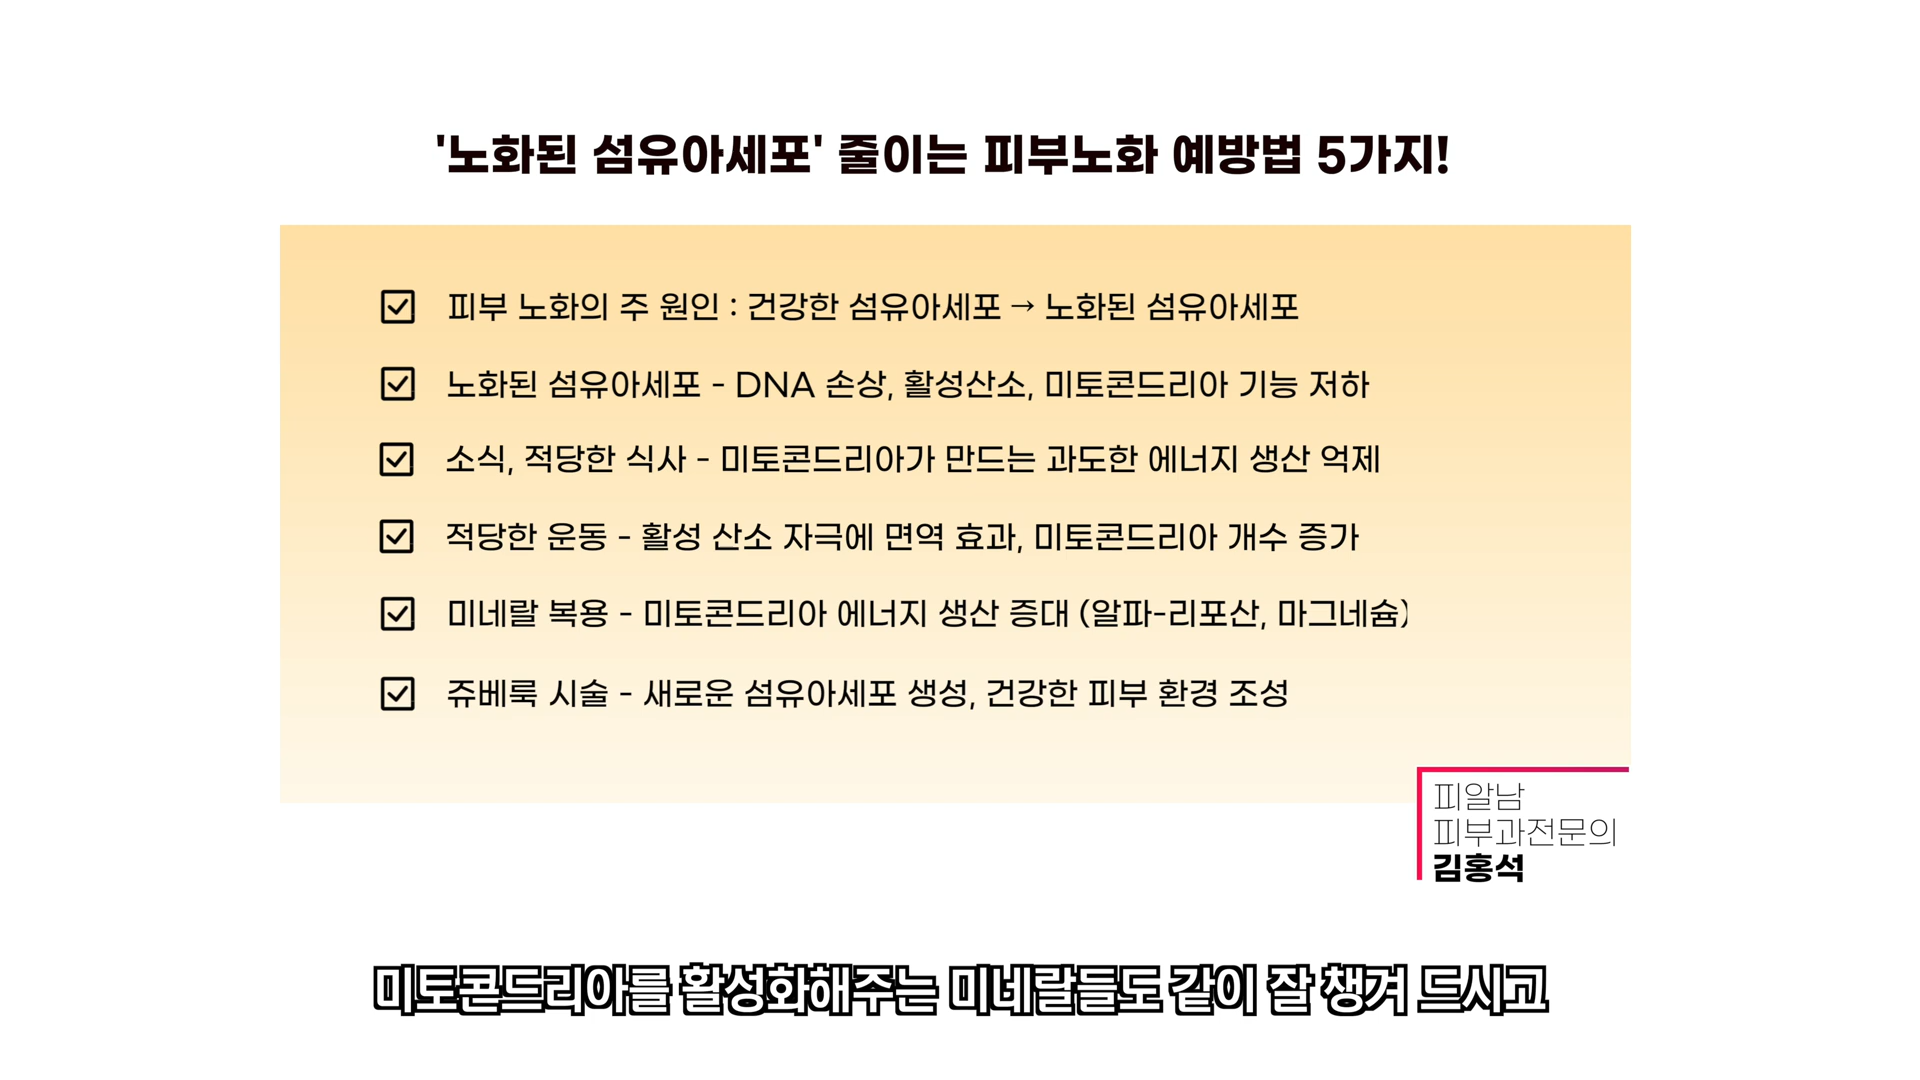 '노화된 섬유아세포' 줄이는 피부노화 예방법 5가지!
피부 노화의 주 원인 : 건강한 섬유아세포 → 노화된 섬유아세포
노화된 섬유아세포 - DNA 손상, 활성산소, 미토콘드리아 기능 저하
소식, 적당한 식사 - 미토콘드리아가 만드는 과도한 에너지 생산 억제
적당한 운동 - 활성 산소 자극에 면역 효과, 미토콘드리아 개수 증가
미네랄 복용 - 미토콘드리아 에너지 생산 증대 (알파-리포산, 마그네슘)
쥬베룩 시술 - 새로운 섬유아세포 생성, 건강한 피부 환경 조성
피알남
피부과전문의
김홍석
미토콘드리아를 활성화해주는 미네랄들도 같이 잘 챙겨 드시고